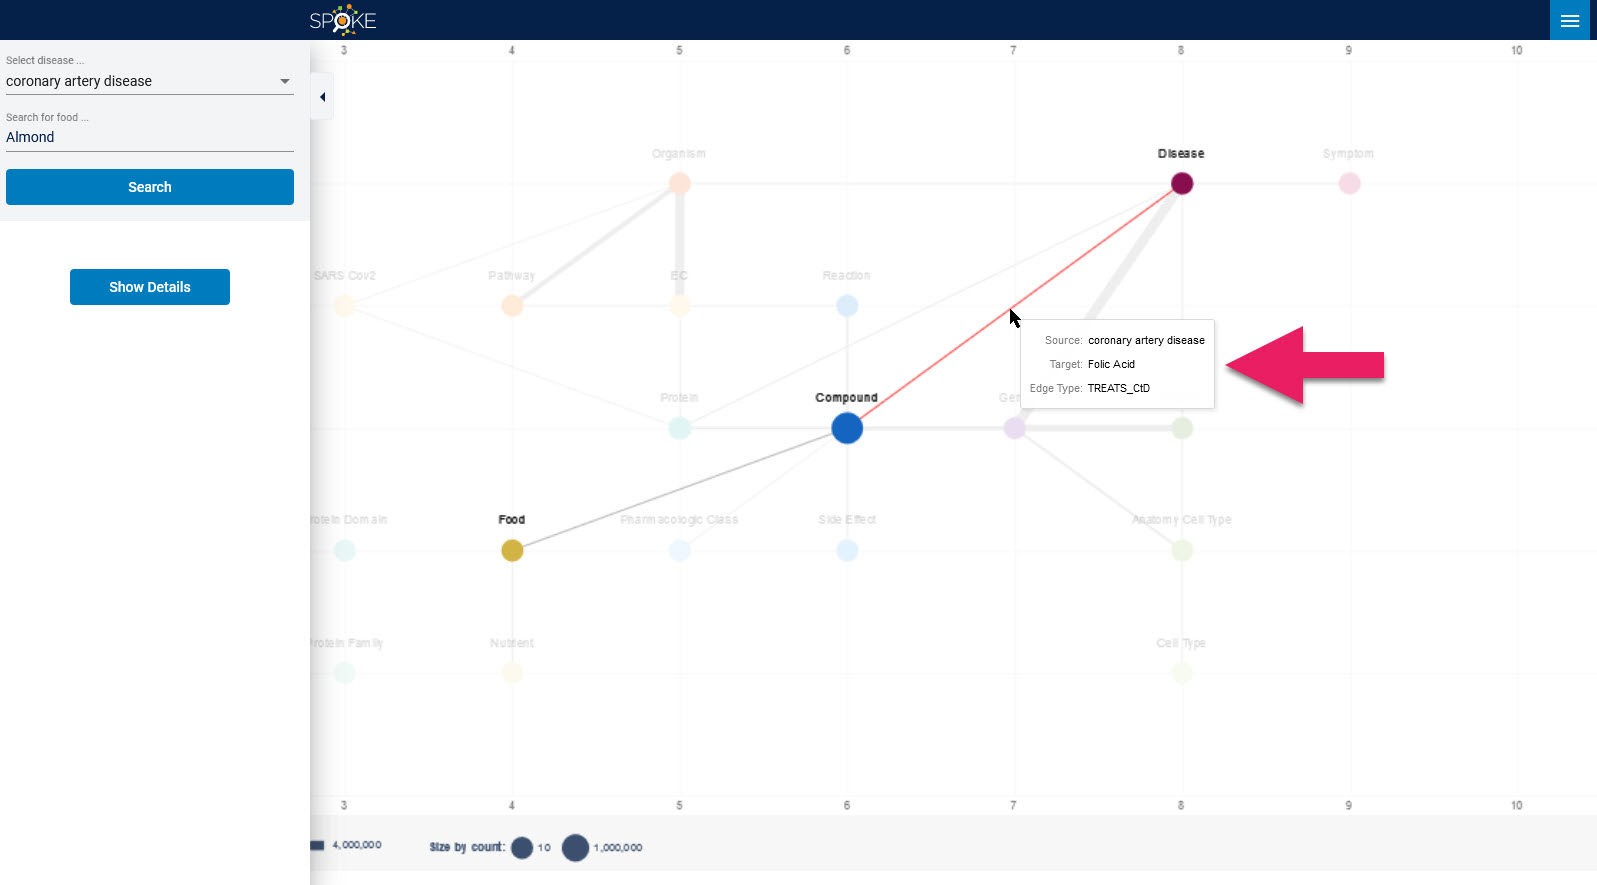 SPOKE
Select disease ...
coronary artery disease
Search for food ...
Almond
Search
Show Details
3 4 5 6 7 8 9 10
Organism Disease Symptom
SARS Cov2 Pathway EC Reaction
Source: coronary artery disease
Target: Folic Acid
Edge Type: TREATS_CtD
Protein Compound
Food Pharmacologic Class Side Effect Anatomy Cell Type
Domain
Family Nutrient Cell Type
3 4 5 6 7 8 9 10
4,000,000 Size by count: 10 1,000,000